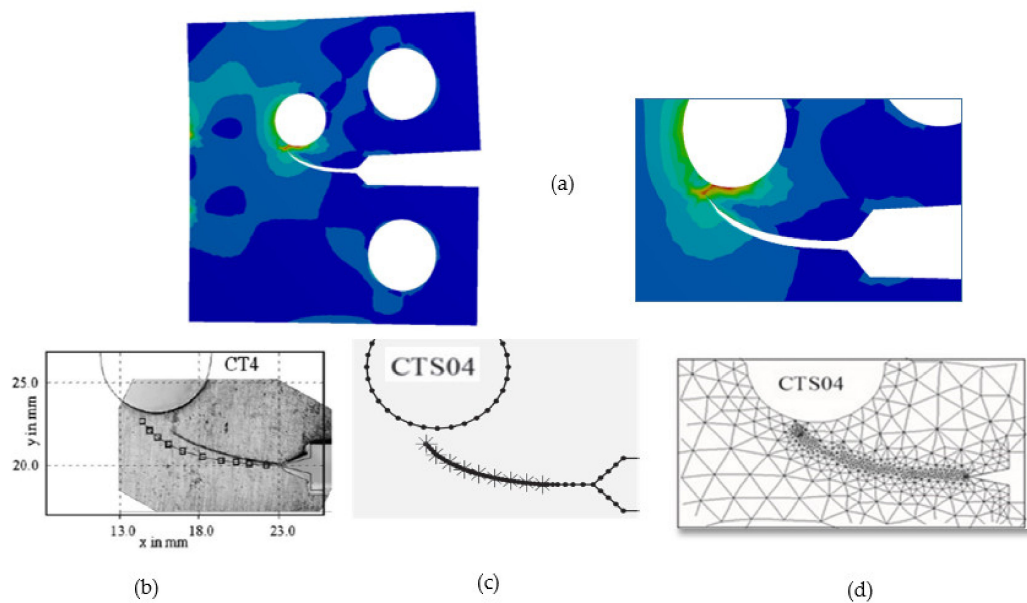 (a)
CT4
25.0
y in mm
20.0
13.0 18.0 23.0
x in mm
CTS04
CTS04
(b)
(c)
(d)